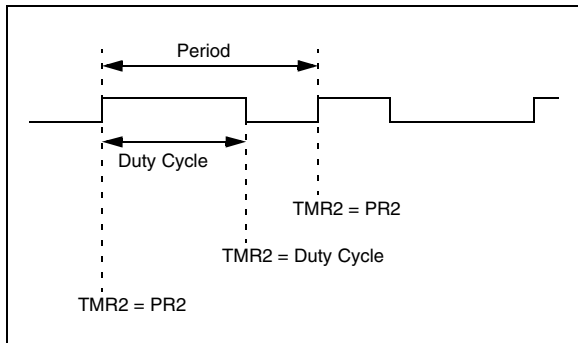 Period
Duty Cycle
TMR2 = PR2
TMR2 = Duty Cycle
TMR2 = PR2